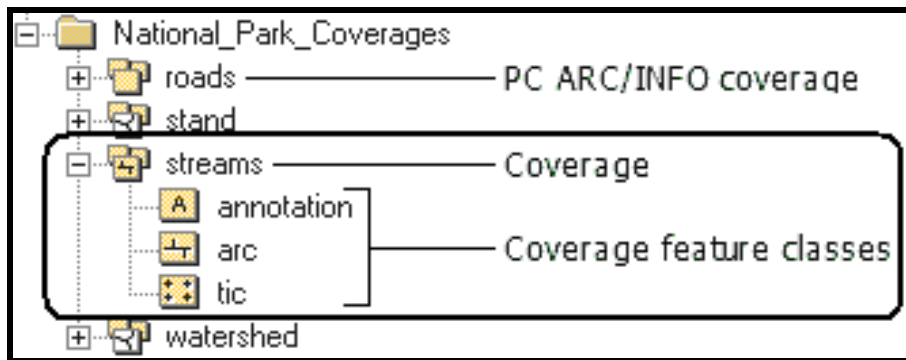 National_Park_Coverages
roads PC ARC/INFO coverage
stand
streams Coverage
A annotation
arc Coverage feature classes
tic
watershed